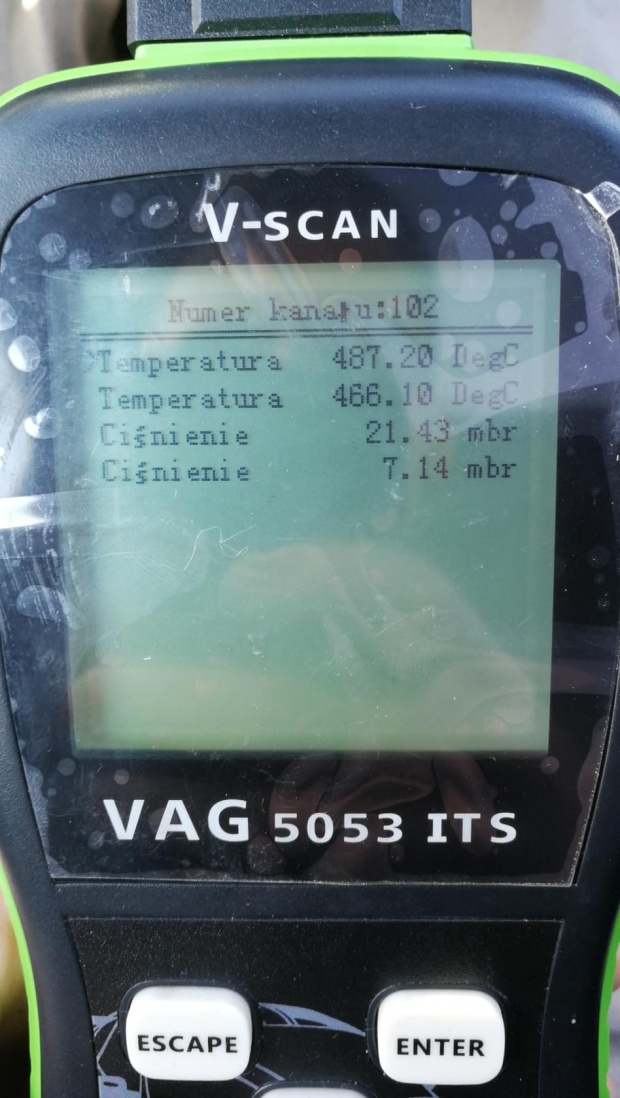 V-SCAN
Numer kanału:102
>Temperatura 487.20 DegC
Temperatura 466.10 DegC
Ciśnienie 21.43 mbr
Ciśnienie 7.14 mbr
VAG 5053 ITS
ESCAPE
ENTER